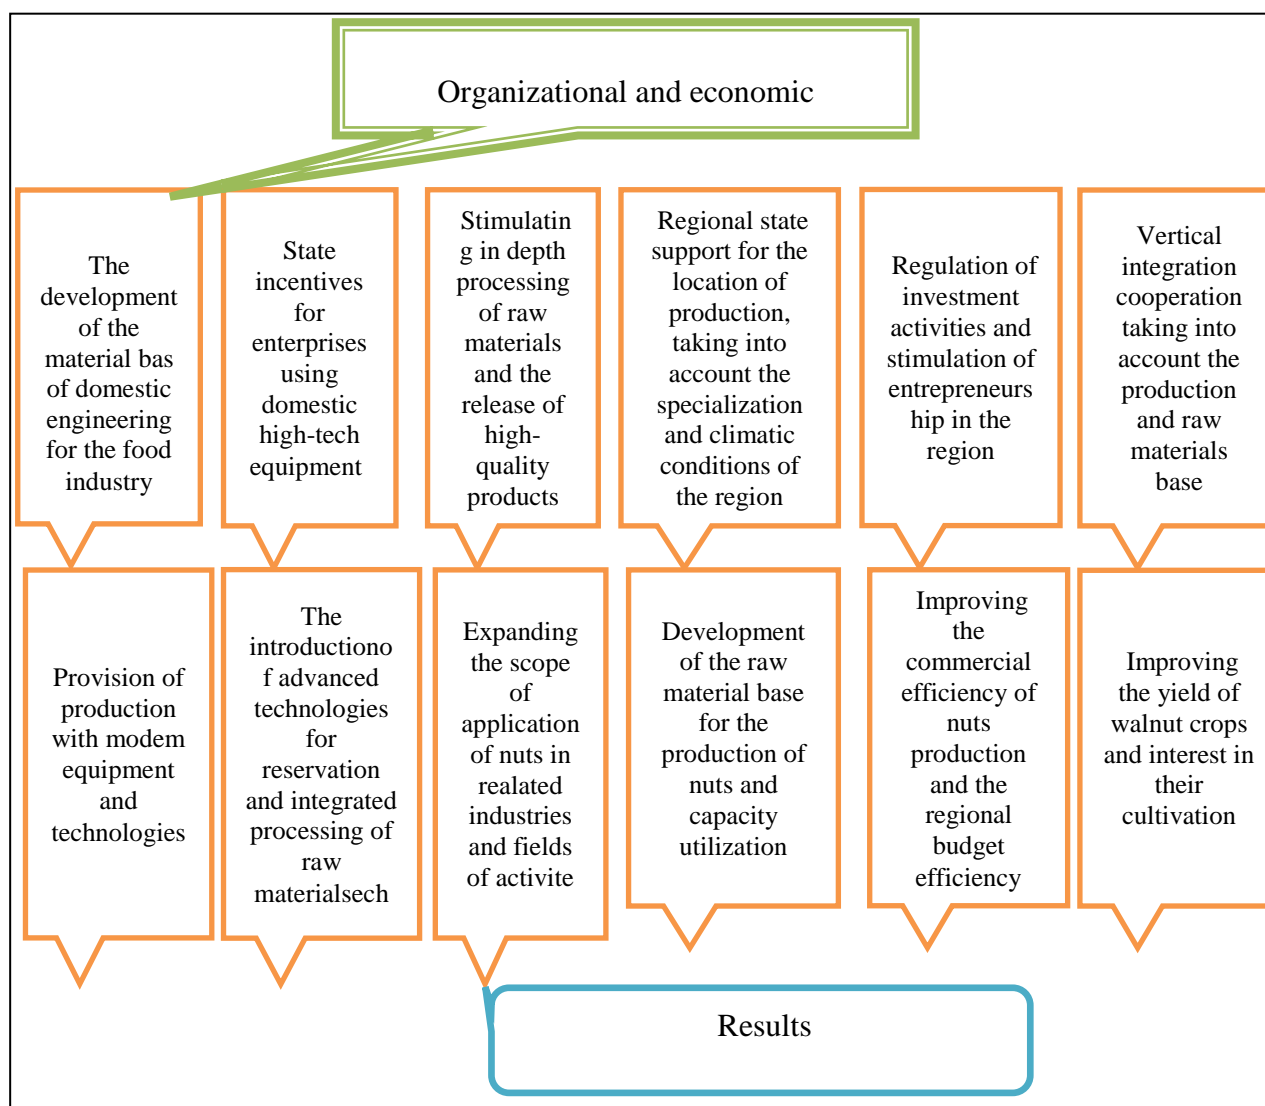 Organizational and economic
The
development
of the
material bas
of domestic
engineering
for the food
industry
State
incentives
for
enterprises
using
domestic
high-tech
equipment
Stimulatin
g in depth
processing
of raw
materials
and the
release of
high-
quality
products
Regional state
support for the
location of
production,
taking into
account the
specialization
and climatic
conditions of
the region
Regulation of
investment
activities and
stimulation of
entrepreneurs
hip in the
region
Vertical
integration
cooperation
taking into
account the
production
and raw
materials
base
Provision of
production
with modem
equipment
and
technologies
The
introductiono
f advanced
technologies
for
reservation
and integrated
processing of
raw
materialsech
Expanding
the scope
of
application
of nuts in
realated
industries
and fields
of activite
Development
of the raw
material base
for the
production of
nuts and
capacity
utilization
Improving
the
commercial
efficiency of
nuts
production
and the
regional
budget
efficiency
Improving
the yield of
walnut crops
and interest in
their
cultivation
Results